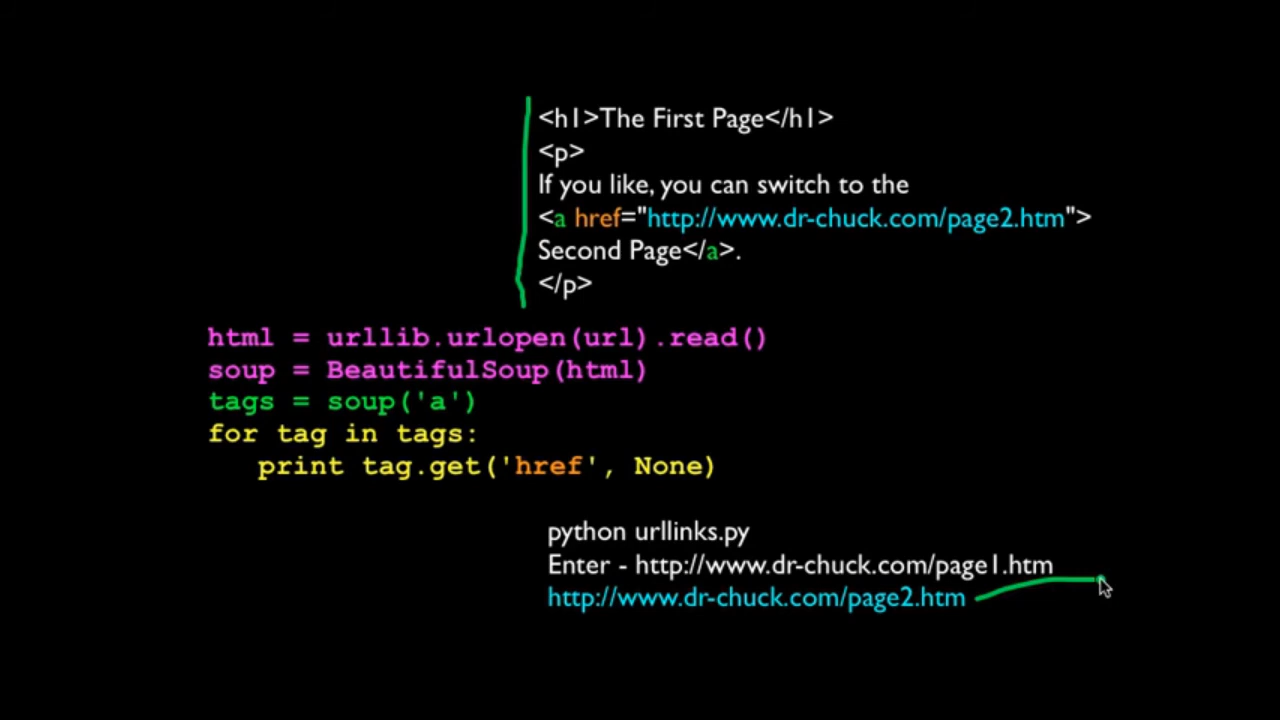 <h1>The First Page</h1>
<p>
If you like, you can switch to the
<a href="http://www.dr-chuck.com/page2.htm">
Second Page</a>.
</p>
html = urllib.urlopen(url).read()
soup = BeautifulSoup(html)
tags = soup('a')
for tag in tags:
   print tag.get('href', None)
python urllinks.py
Enter - http://www.dr-chuck.com/page1.htm
http://www.dr-chuck.com/page2.htm